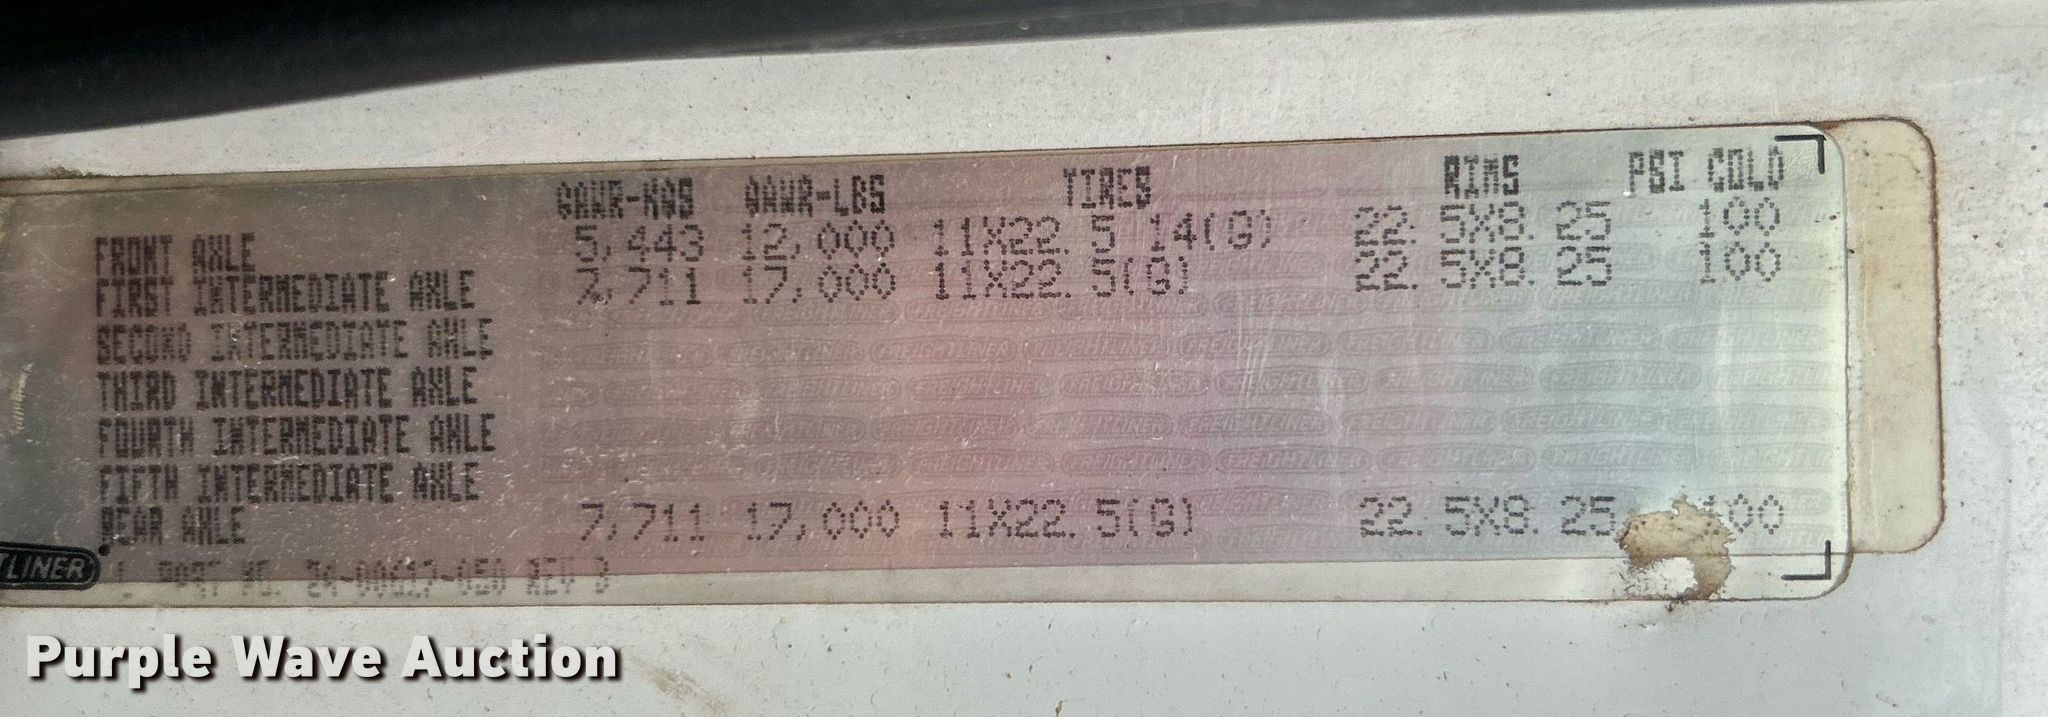 GAWR-KGS GAWR-LBS TIRES RIMS PSI COLD
FRONT AXLE 5,443 12,000 11X22.5 14(G) 22.5X8.25 100
FIRST INTERMEDIATE AXLE 7,711 17,000 11X22.5(G) 22.5X8.25 100
SECOND INTERMEDIATE AXLE
THIRD INTERMEDIATE AXLE
FOURTH INTERMEDIATE AXLE
FIFTH INTERMEDIATE AXLE
REAR AXLE 7,711 17,000 11X22.5(G) 22.5X8.25 100
LINER
REV
Purple Wave Auction